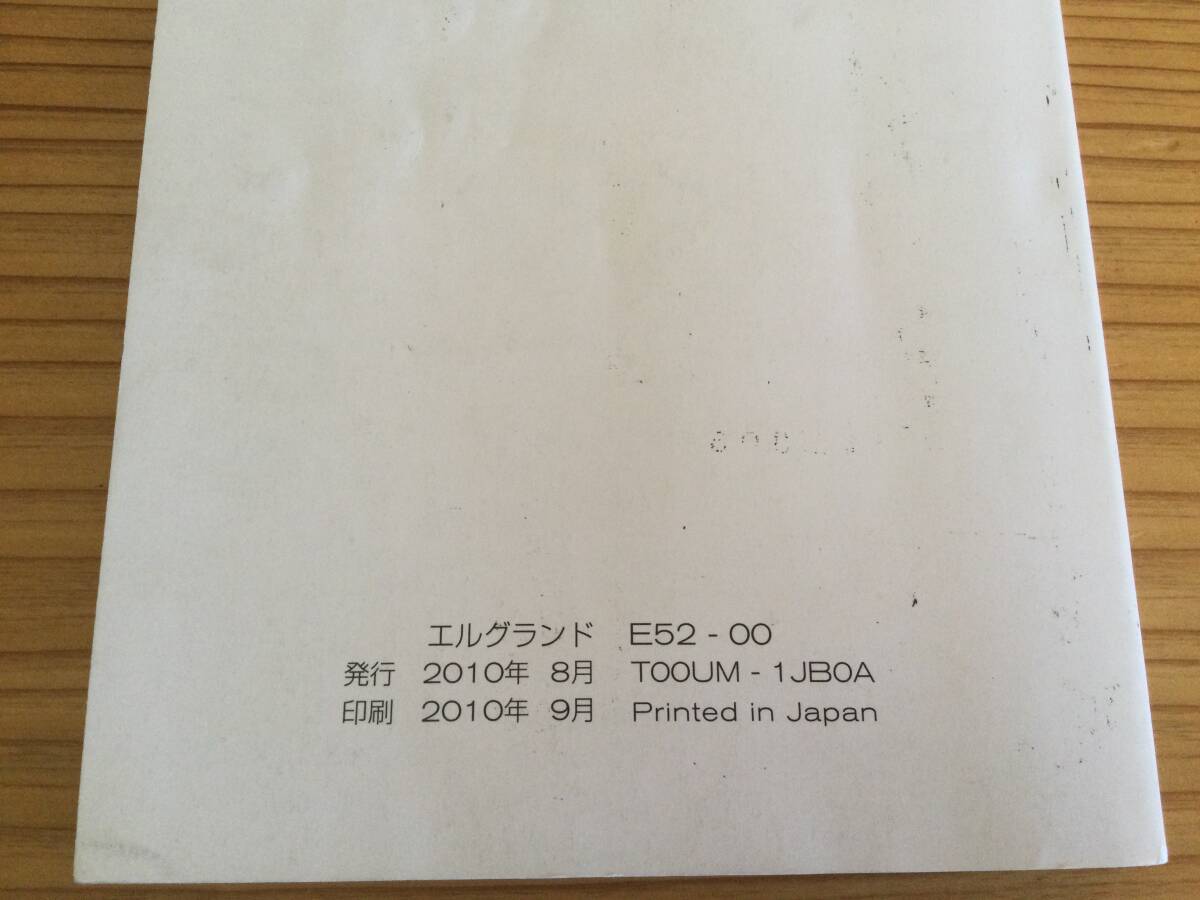 エルグランド E52 - 00
発行 2010年 8月 T00UM - 1JB0A
印刷 2010年 9月 Printed in Japan